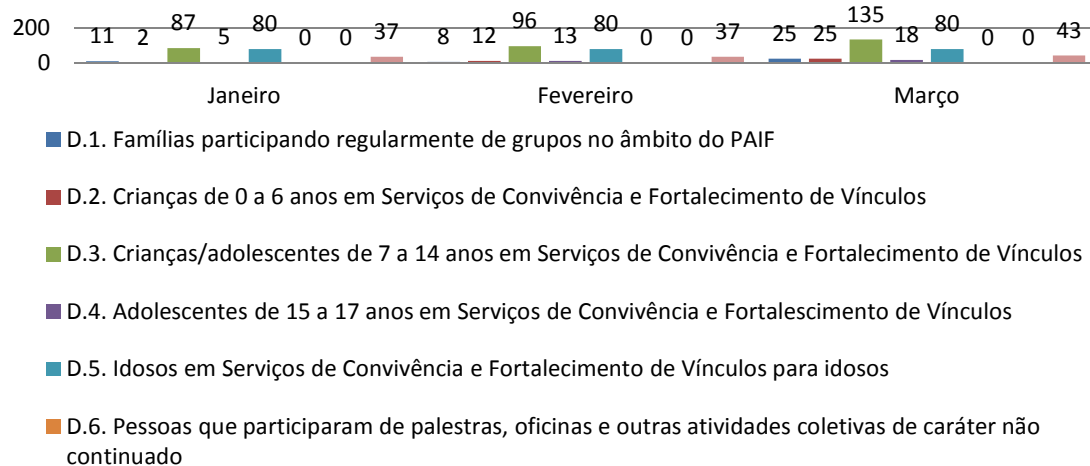 200
0
11 2 87 5 80 0 0 37 8 12 96 13 80 0 0 37 25 25 135 18 80 0 0 43
Janeiro Fevereiro Março
D.1. Famílias participando regularmente de grupos no âmbito do PAIF
D.2. Crianças de 0 a 6 anos em Serviços de Convivência e Fortalecimento de Vínculos
D.3. Crianças/adolescentes de 7 a 14 anos em Serviços de Convivência e Fortalecimento de Vínculos
D.4. Adolescentes de 15 a 17 anos em Serviços de Convivência e Fortalescimento de Vínculos
D.5. Idosos em Serviços de Convivência e Fortalecimento de Vínculos para idosos
D.6. Pessoas que participaram de palestras, oficinas e outras atividades coletivas de caráter não
continuado